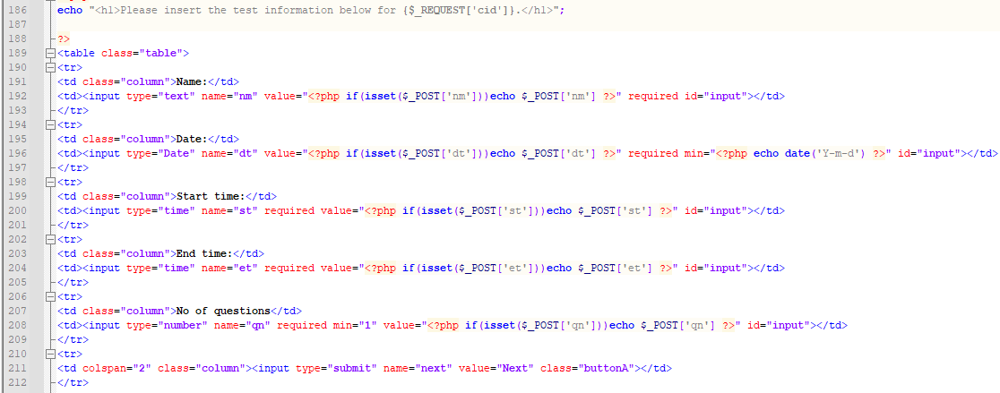 186 echo "<h1>Please insert the test information below for {$_REQUEST['cid']}.</h1>";
187
188 ?>
189 <table class="table">
190 <tr>
191 <td class="column">Name:</td>
192 <td><input type="text" name="nm" value="<?php if(isset($_POST['nm']))echo $_POST['nm'] ?>" required id="input"></td>
193 </tr>
194 <tr>
195 <td class="column">Date:</td>
196 <td><input type="Date" name="dt" value="<?php if(isset($_POST['dt']))echo $_POST['dt'] ?>" required min="<?php echo date('Y-m-d') ?>" id="input"></td>
197 </tr>
198 <tr>
199 <td class="column">Start time:</td>
200 <td><input type="time" name="st" required value="<?php if(isset($_POST['st']))echo $_POST['st'] ?>" id="input"></td>
201 </tr>
202 <tr>
203 <td class="column">End time:</td>
204 <td><input type="time" name="et" required value="<?php if(isset($_POST['et']))echo $_POST['et'] ?>" id="input"></td>
205 </tr>
206 <tr>
207 <td class="column">No of questions</td>
208 <td><input type="number" name="qn" required min="1" value="<?php if(isset($_POST['qn']))echo $_POST['qn'] ?>" id="input"></td>
209 </tr>
210 <tr>
211 <td colspan="2" class="column"><input type="submit" name="next" value="Next" class="buttonA"></td>
212 </tr>